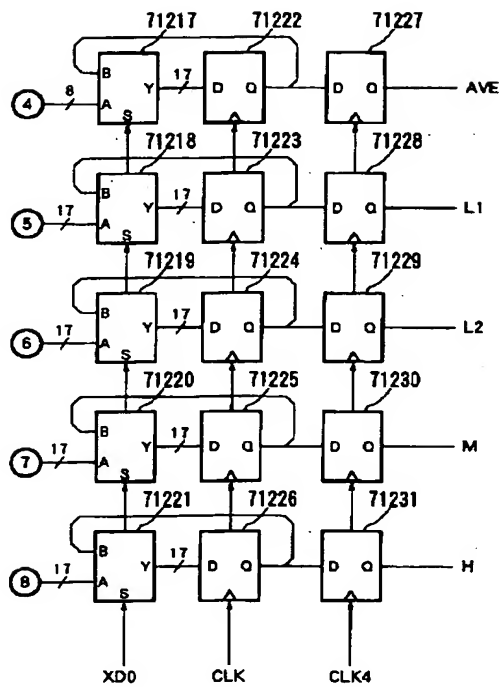 71217 71222 71227
B Y 17 D Q D Q AVE
4 8 A S
71218 71223 71228
B Y 17 D Q D Q L1
5 17 A S
71219 71224 71229
B Y 17 D Q D Q L2
6 17 A S
71220 71225 71230
B Y 17 D Q D Q M
7 17 A S
71221 71226 71231
B Y 17 D Q D Q H
8 17 A S
XD0 CLK CLK4